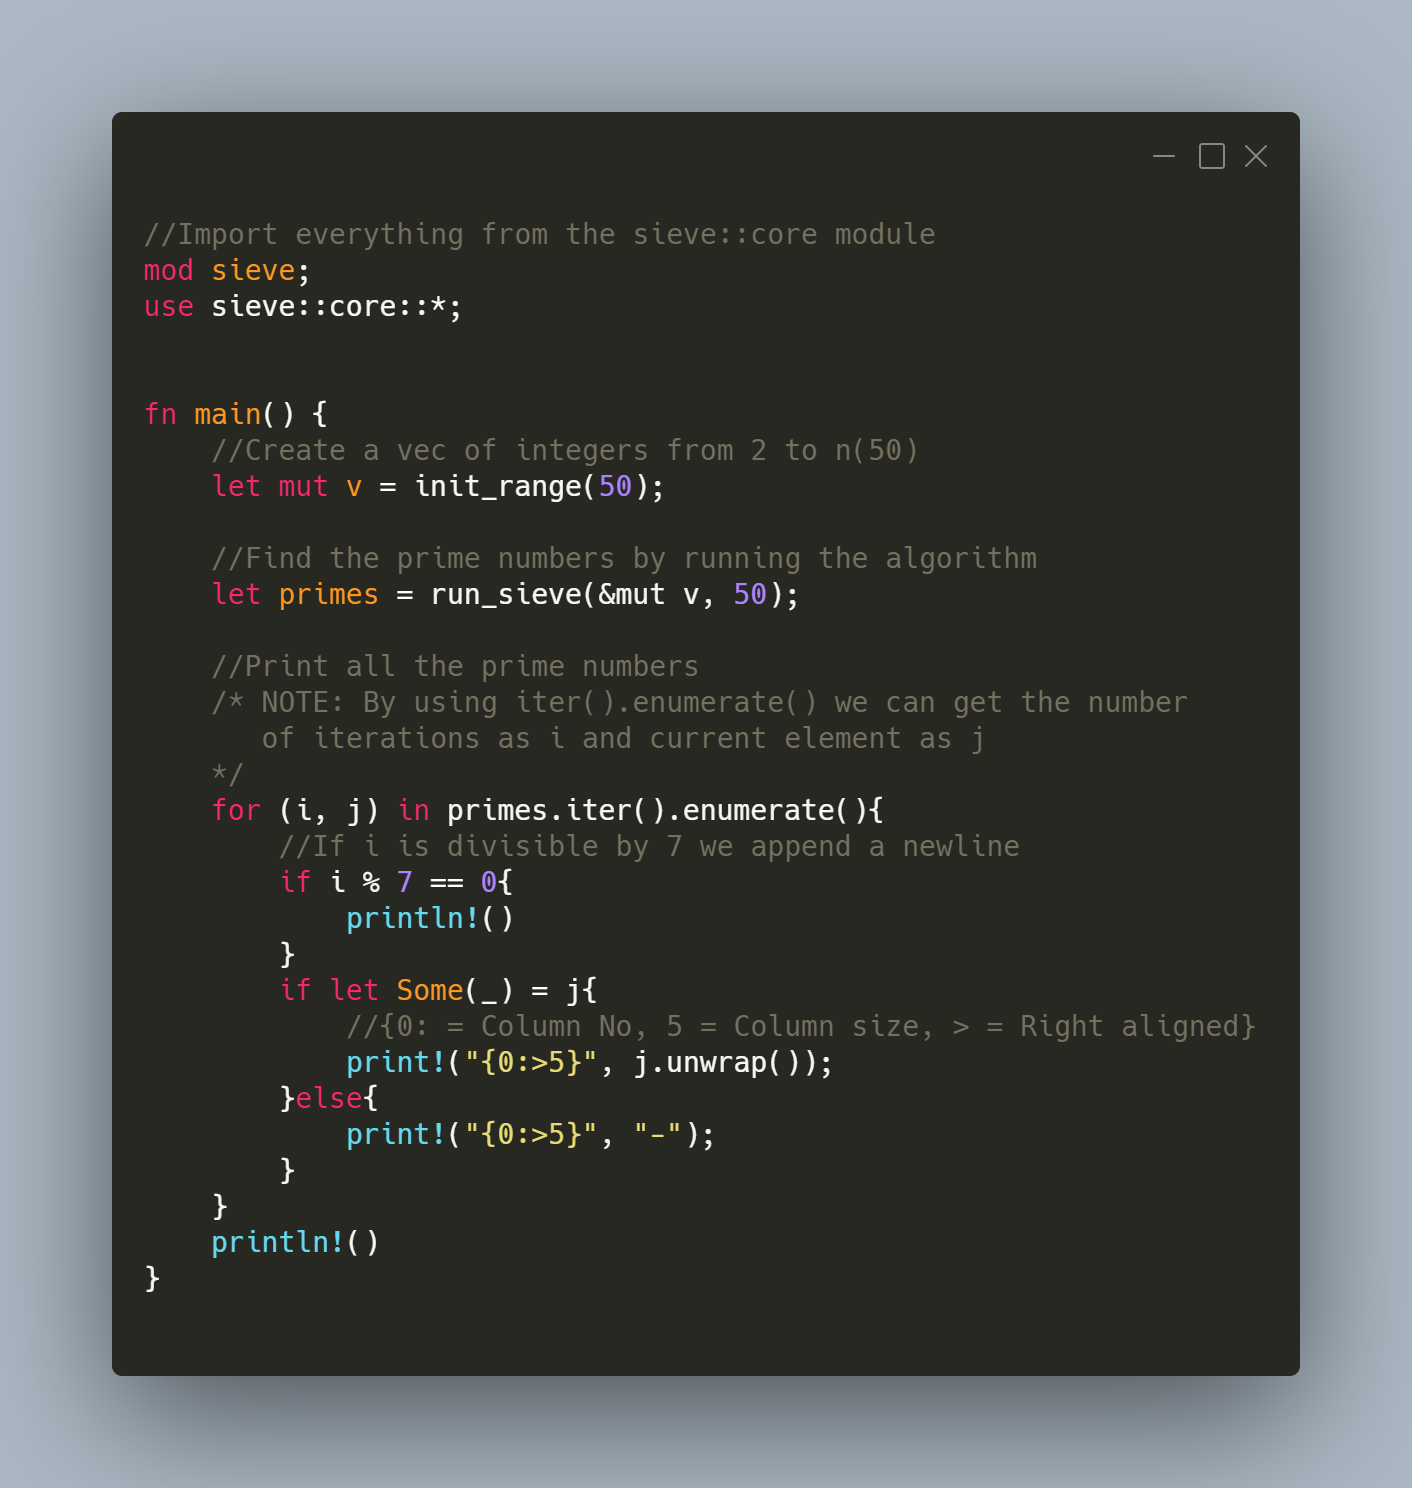 //Import everything from the sieve::core module
mod sieve;
use sieve::core::*;


fn main() {
    //Create a vec of integers from 2 to n(50)
    let mut v = init_range(50);

    //Find the prime numbers by running the algorithm
    let primes = run_sieve(&mut v, 50);

    //Print all the prime numbers
    /* NOTE: By using iter().enumerate() we can get the number
       of iterations as i and current element as j
    */
    for (i, j) in primes.iter().enumerate(){
        //If i is divisible by 7 we append a newline
        if i % 7 == 0{
            println!()
        }
        if let Some(_) = j{
            //{0: = Column No, 5 = Column size, > = Right aligned}
            print!("{0:>5}", j.unwrap());
        }else{
            print!("{0:>5}", "-");
        }
    }
    println!()
}